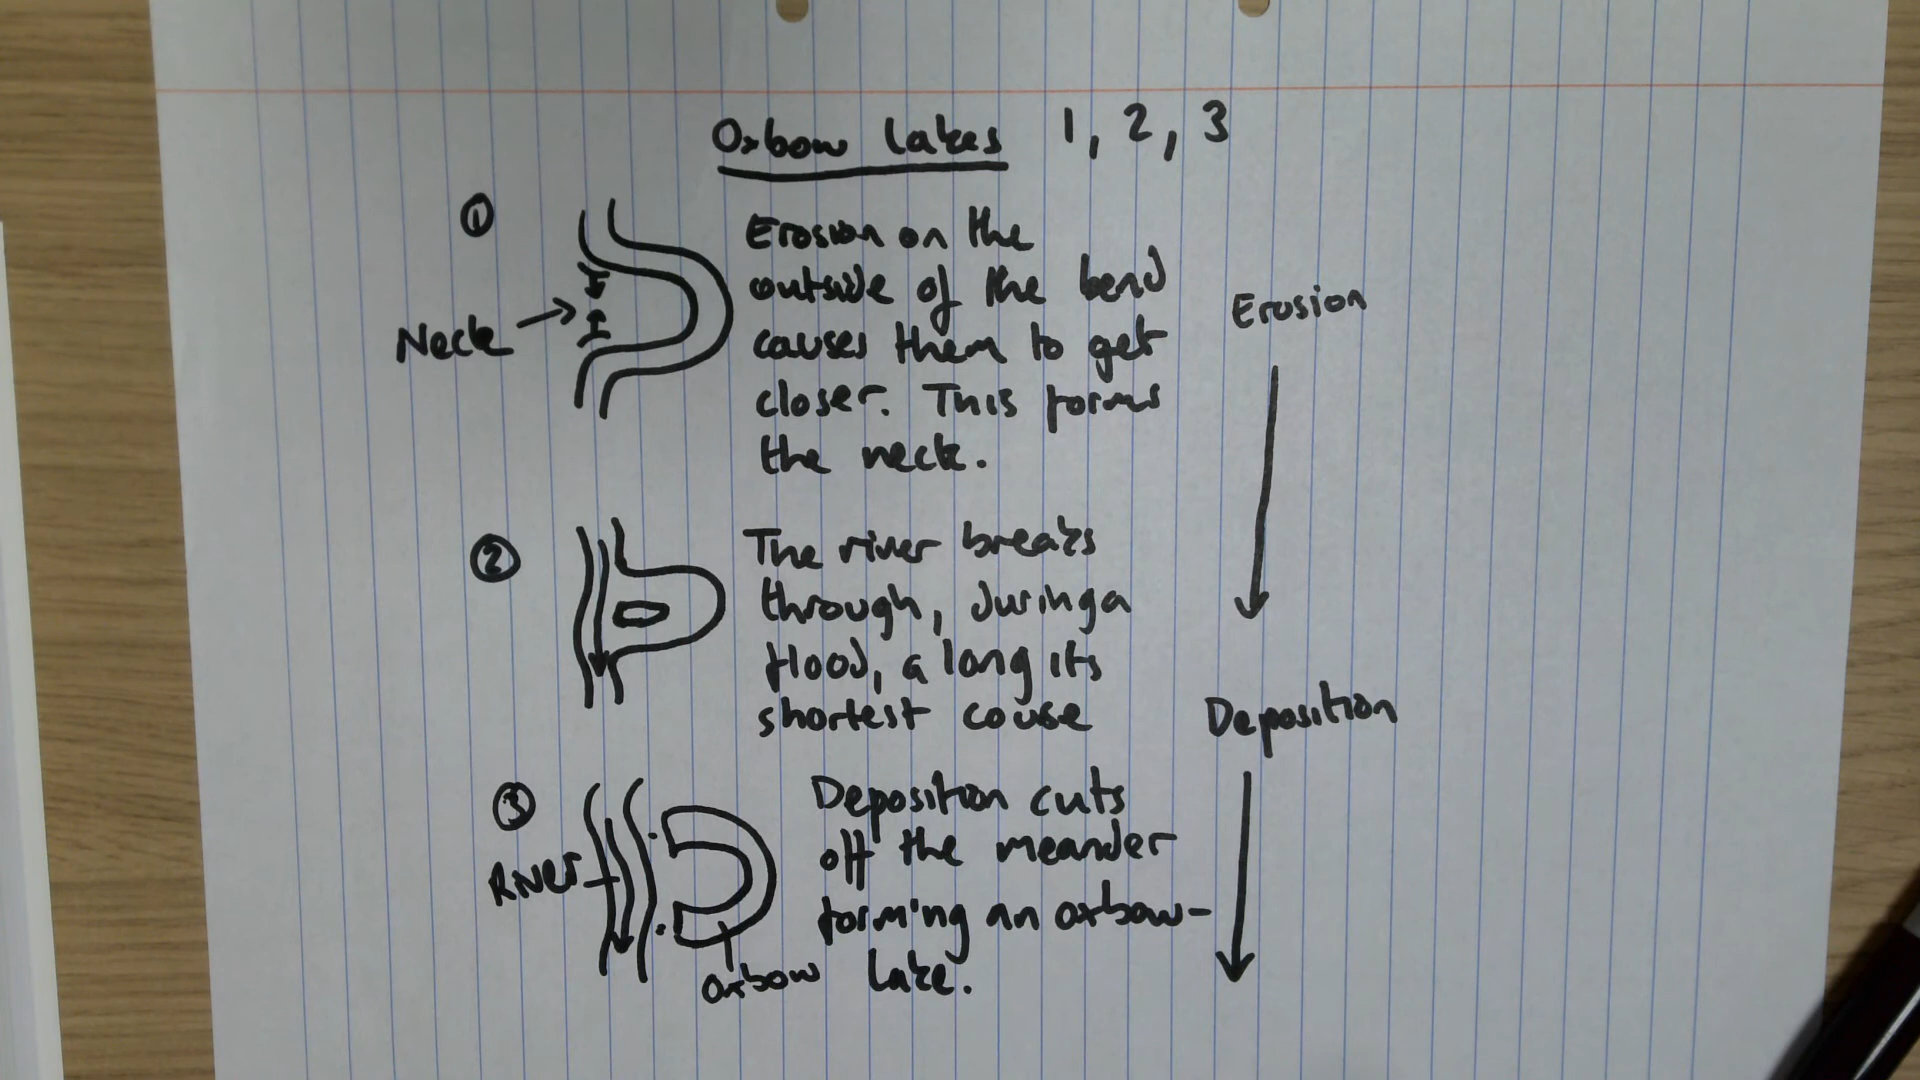 Oxbow lakes 1, 2, 3
①
Neck
Erosion on the
outside of the bend
causes them to get
closer. This forms
the neck.
Erosion
②
The river breaks
through, during a
flood, a long its
shortest couse
Deposition
③
River
Oxbow
Deposition cuts
off the meander
forming an oxbow-
lake.